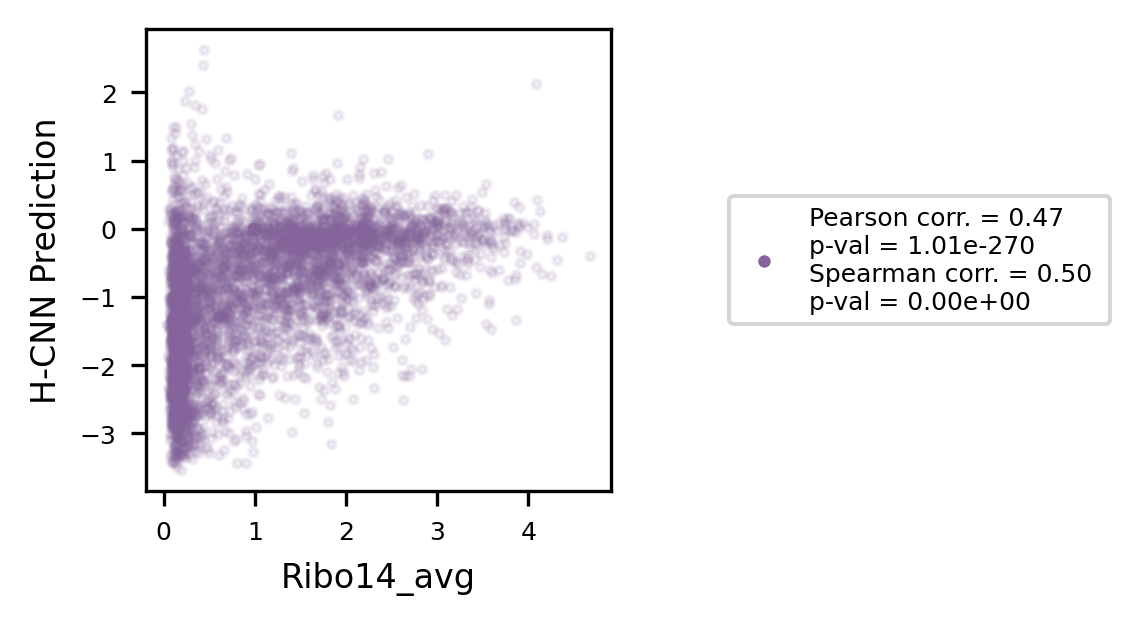 H-CNN Prediction
2
1
0
−1
−2
−3
0 1 2 3 4
Ribo14_avg
Pearson corr. = 0.47
p-val = 1.01e-270
Spearman corr. = 0.50
p-val = 0.00e+00